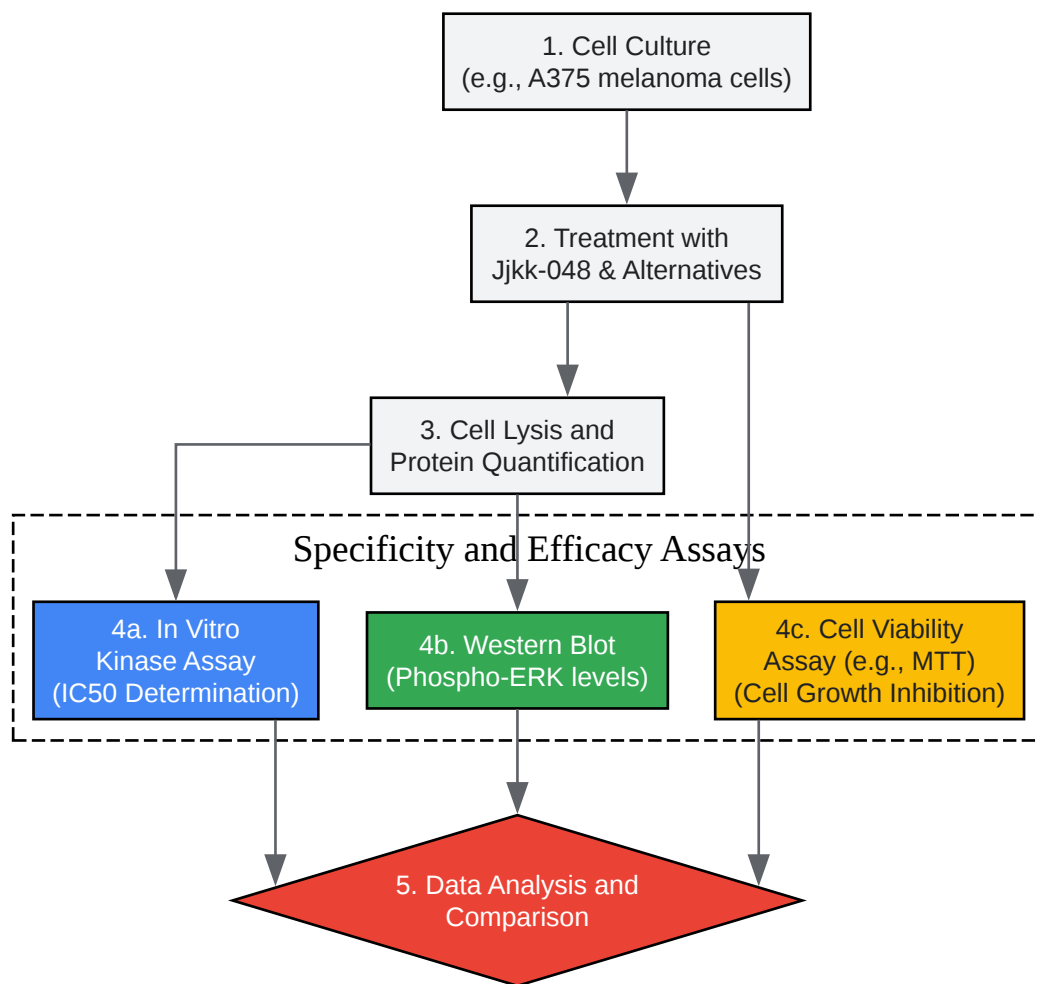 1. Cell Culture
(e.g., A375 melanoma cells)
2. Treatment with
Jjkk-048 & Alternatives
3. Cell Lysis and
Protein Quantification
Specificity and Efficacy Assays
4a. In Vitro
Kinase Assay
(IC50 Determination)
4b. Western Blot
(Phospho-ERK levels)
4c. Cell Viability
Assay (e.g., MTT)
(Cell Growth Inhibition)
5. Data Analysis and
Comparison